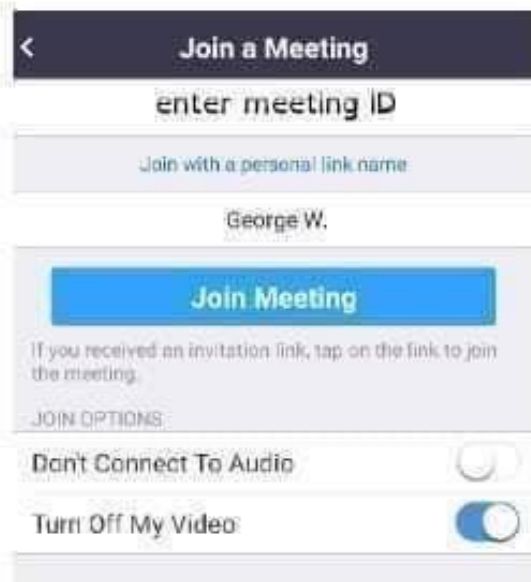 Join a Meeting
enter meeting ID
Join with a personal link name
George W.
Join Meeting
If you received an invitation link, tap on the link to join
the meeting.
JOIN OPTIONS
Don't Connect To Audio
Turn Off My Video